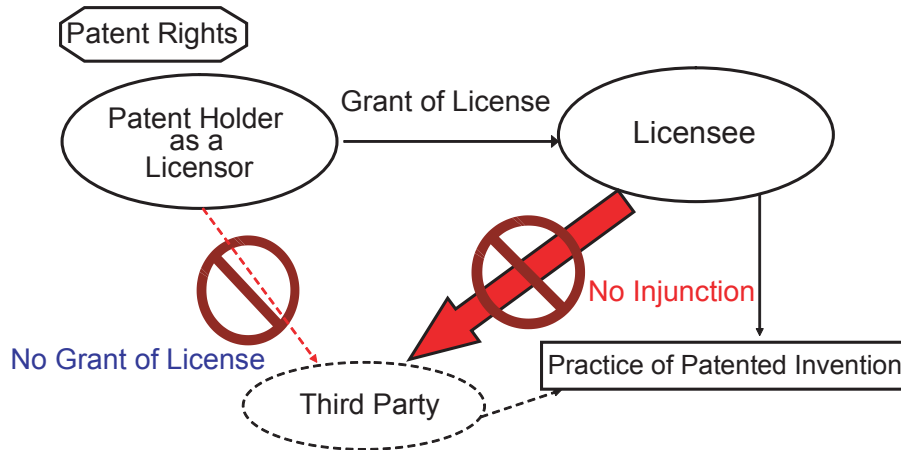 Patent Rights
Grant of License
Patent Holder
as a
Licensor
Licensee
No Injunction
No Grant of License
Practice of Patented Invention
Third Party